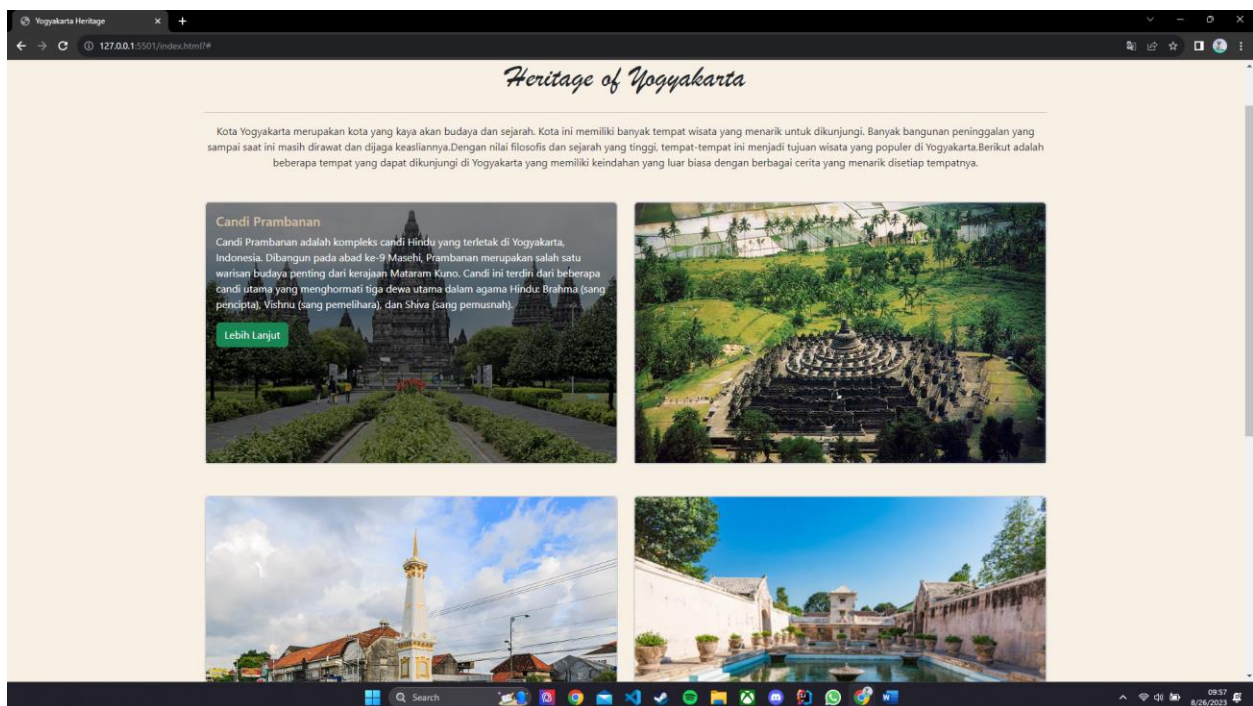 Yogyakarta Heritage
127.0.0.1:5501/index.html?#
Heritage of Yogyakarta
Kota Yogyakarta merupakan kota yang kaya akan budaya dan sejarah. Kota ini memiliki banyak tempat wisata yang menarik untuk dikunjungi. Banyak bangunan peninggalan yang
sampai saat ini masih dirawat dan dijaga keasliannya.Dengan nilai filosofis dan sejarah yang tinggi, tempat-tempat ini menjadi tujuan wisata yang populer di Yogyakarta.Berikut adalah
beberapa tempat yang dapat dikunjungi di Yogyakarta yang memiliki keindahan yang luar biasa dengan berbagai cerita yang menarik disetiap tempatnya.
Candi Prambanan
Candi Prambanan adalah kompleks candi Hindu yang terletak di Yogyakarta,
Indonesia. Dibangun pada abad ke-9 Masehi, Prambanan merupakan salah satu
warisan budaya penting dari kerajaan Mataram Kuno. Candi ini terdiri dari beberapa
candi utama yang menghormati tiga dewa utama dalam agama Hindu: Brahma (sang
pencipta), Vishnu (sang pemelihara), dan Shiva (sang pemusnah).
Lebih Lanjut
Search
09:57
8/26/2023